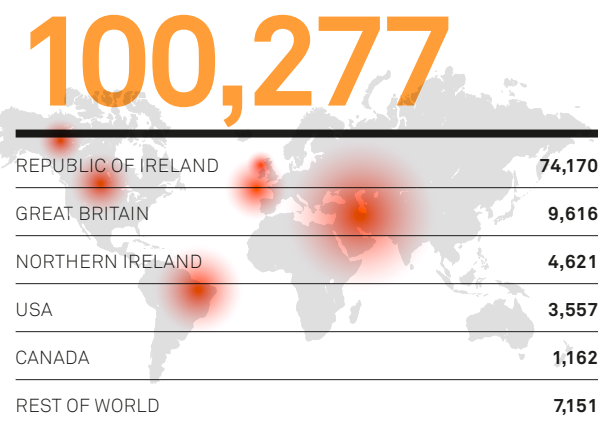 100,277
REPUBLIC OF IRELAND 74,170
GREAT BRITAIN 9,616
NORTHERN IRELAND 4,621
USA 3,557
CANADA 1,162
REST OF WORLD 7,151